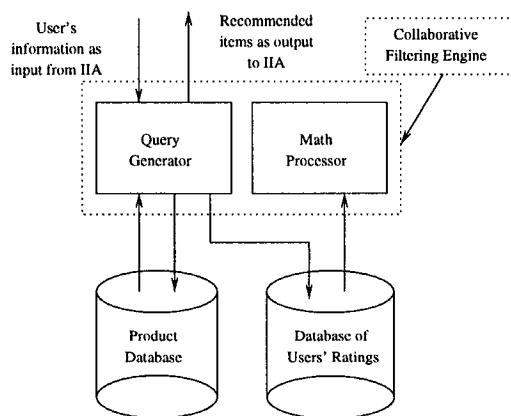 User's
information as
input from IIA
Recommended
items as output
to IIA
Collaborative
Filtering Engine
Query
Generator
Math
Processor
Product
Database
Database of
Users' Ratings